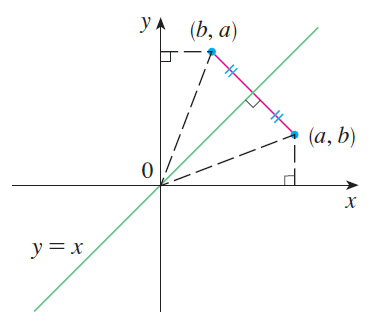 y
(b, a)
(a, b)
0
x
y = x